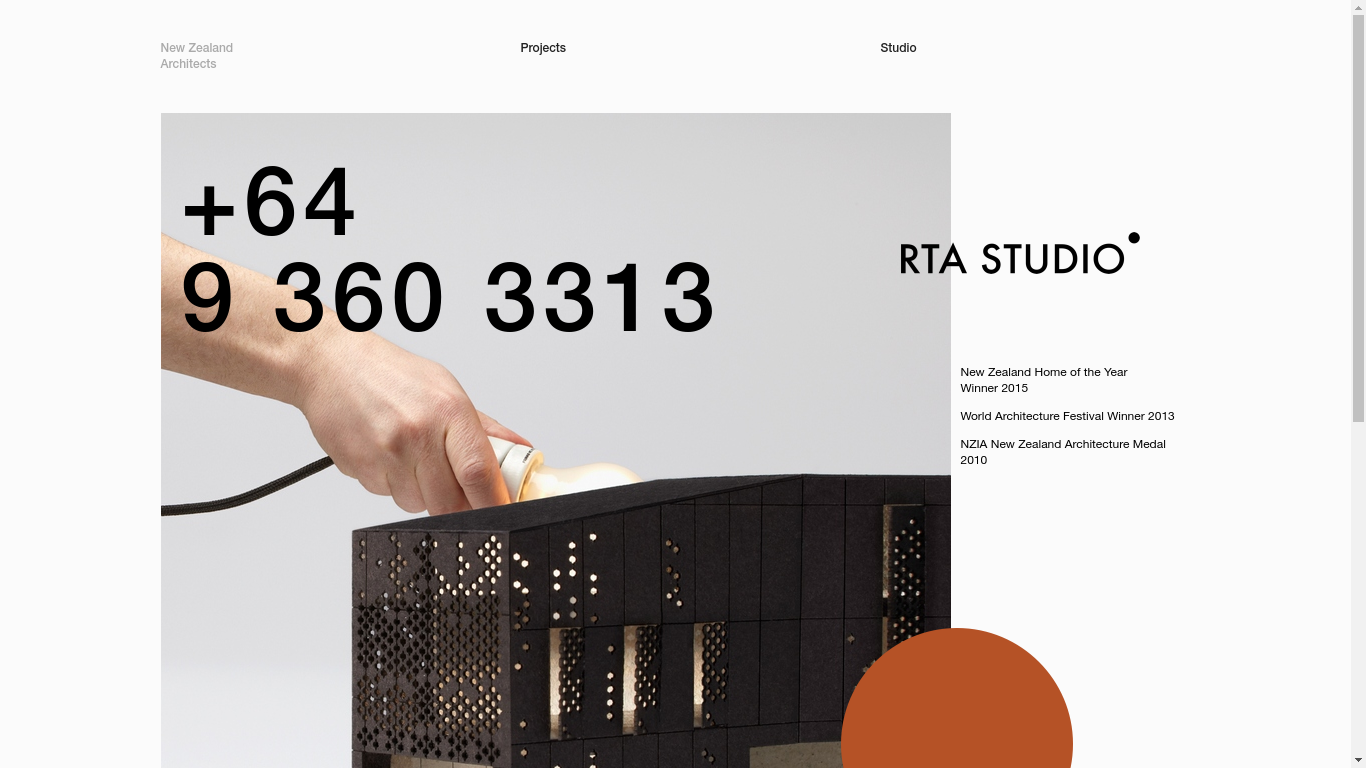 New Zealand
Architects
Projects
Studio
+64
9 360 3313
RTA STUDIO
New Zealand Home of the Year
Winner 2015
World Architecture Festival Winner 2013
NZIA New Zealand Architecture Medal
2010